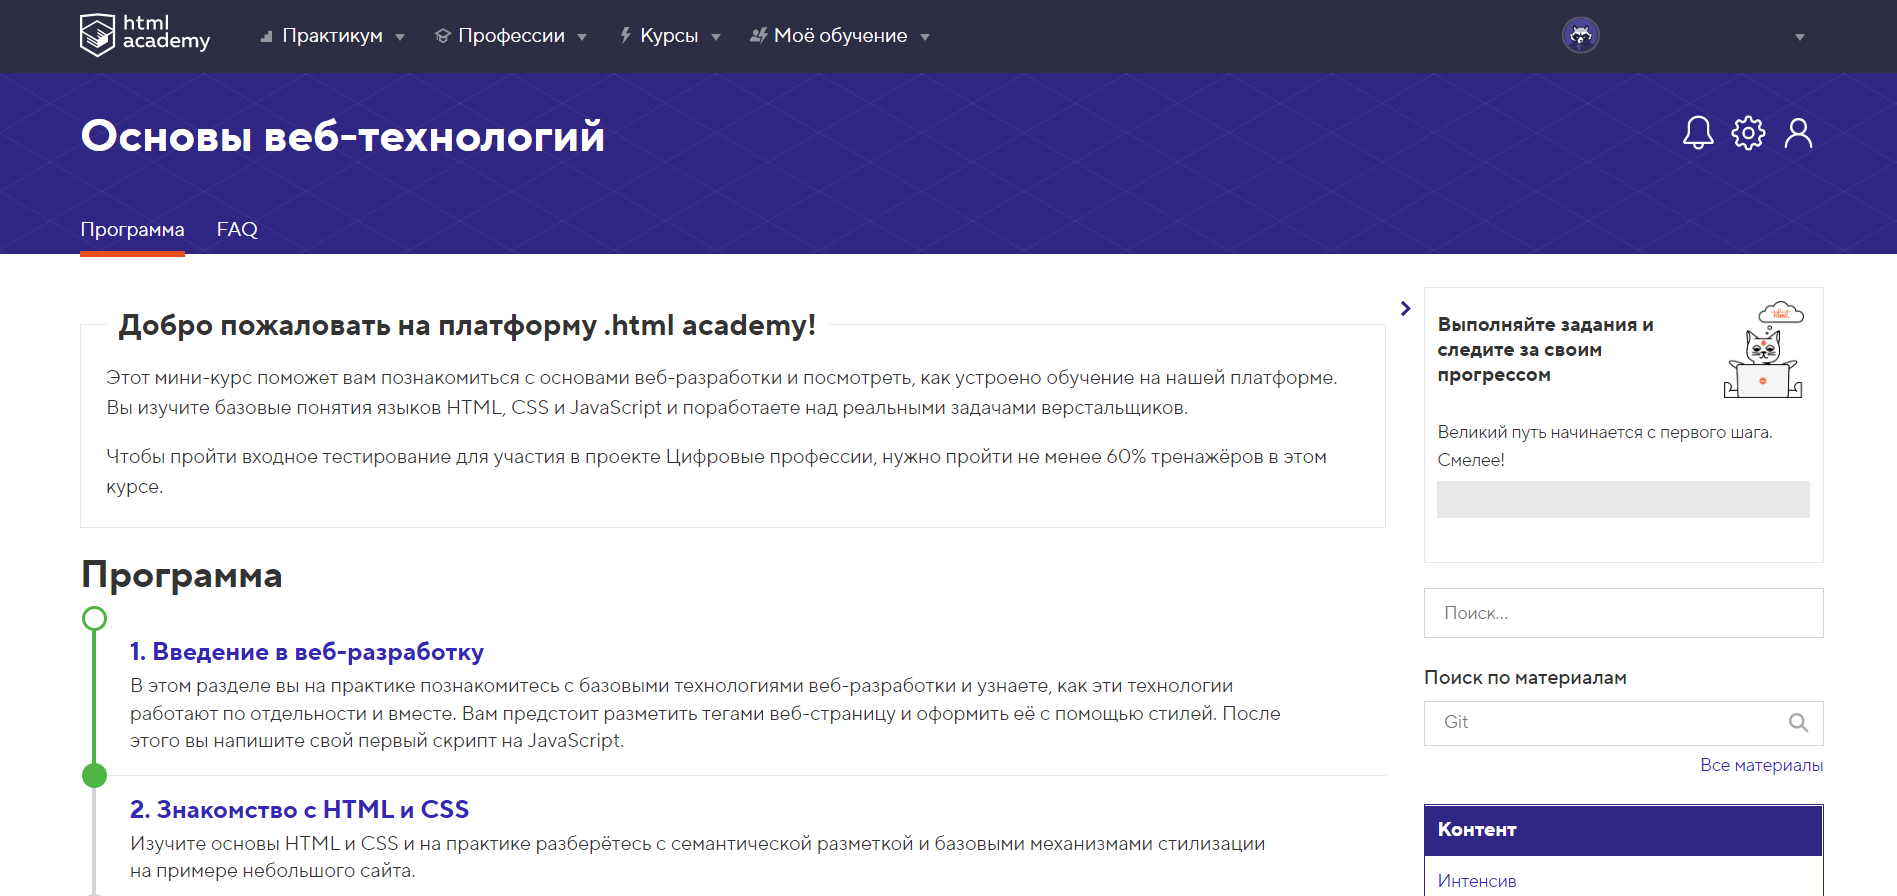 html
academy
Практикум
Профессии
Курсы
Моё обучение
Основы веб-технологий
Программа
FAQ
Добро пожаловать на платформу .html academy!
Этот мини-курс поможет вам познакомиться с основами веб-разработки и посмотреть, как устроено обучение на нашей платформе.
Вы изучите базовые понятия языков HTML, CSS и JavaScript и поработаете над реальными задачами верстальщиков.
Чтобы пройти входное тестирование для участия в проекте Цифровые профессии, нужно пройти не менее 60% тренажёров в этом
курсе.
Программа
1. Введение в веб-разработку
В этом разделе вы на практике познакомитесь с базовыми технологиями веб-разработки и узнаете, как эти технологии
работают по отдельности и вместе. Вам предстоит разметить тегами веб-страницу и оформить её с помощью стилей. После
этого вы напишите свой первый скрипт на JavaScript.
2. Знакомство с HTML и CSS
Изучите основы HTML и CSS и на практике разберётесь с семантической разметкой и базовыми механизмами стилизации
на примере небольшого сайта.
Выполняйте задания и
следите за своим
прогрессом
Великий путь начинается с первого шага.
Смелее!
Поиск...
Поиск по материалам
Git
Все материалы
Контент
Интенсив